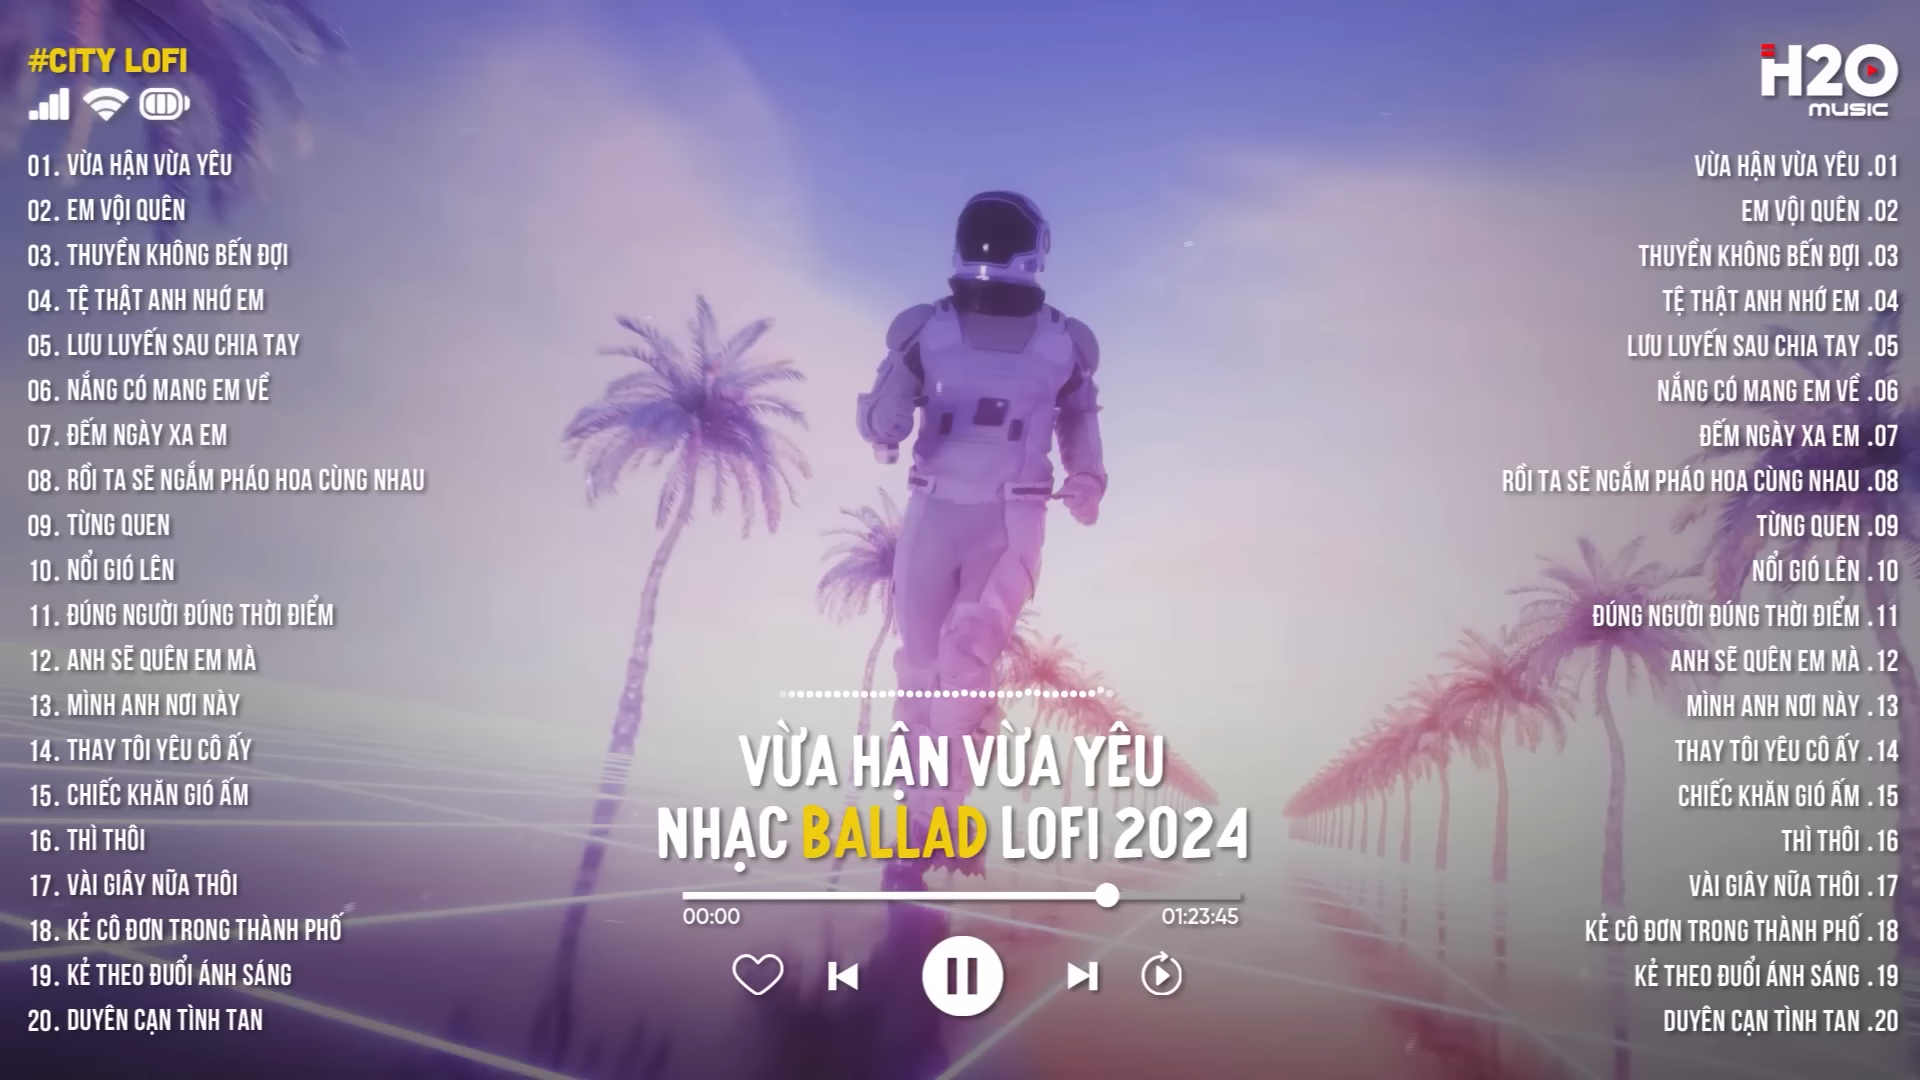 #CITY LOFI
01. VỪA HẬN VỪA YÊU
02. EM VỘI QUÊN
03. THUYỀN KHÔNG BẾN ĐỢI
04. TỆ THẬT ANH NHỚ EM
05. LƯU LUYẾN SAU CHIA TAY
06. NẮNG CÓ MANG EM VỀ
07. ĐẾM NGÀY XA EM
08. RỒI TA SẼ NGẮM PHÁO HOA CÙNG NHAU
09. TỪNG QUEN
10. NỔI GIÓ LÊN
11. ĐÚNG NGƯỜI ĐÚNG THỜI ĐIỂM
12. ANH SẼ QUÊN EM MÀ
13. MÌNH ANH NƠI NÀY
14. THAY TÔI YÊU CÔ ẤY
15. CHIẾC KHĂN GIÓ ẤM
16. THÌ THÔI
17. VÀI GIÂY NỮA THÔI
18. KẺ CÔ ĐƠN TRONG THÀNH PHỐ
19. KẺ THEO ĐUỔI ÁNH SÁNG
20. DUYÊN CẠN TÌNH TAN
VỪA HẬN VỪA YÊU
NHẠC BALLAD LOFI 2024
00:00 01:23:45
H2O
MUSIC
VỪA HẬN VỪA YÊU .01
EM VỘI QUÊN .02
THUYỀN KHÔNG BẾN ĐỢI .03
TỆ THẬT ANH NHỚ EM .04
LƯU LUYẾN SAU CHIA TAY .05
NẮNG CÓ MANG EM VỀ .06
ĐẾM NGÀY XA EM .07
RỒI TA SẼ NGẮM PHÁO HOA CÙNG NHAU .08
TỪNG QUEN .09
NỔI GIÓ LÊN .10
ĐÚNG NGƯỜI ĐÚNG THỜI ĐIỂM .11
ANH SẼ QUÊN EM MÀ .12
MÌNH ANH NƠI NÀY .13
THAY TÔI YÊU CÔ ẤY .14
CHIẾC KHĂN GIÓ ẤM .15
THÌ THÔI .16
VÀI GIÂY NỮA THÔI .17
KẺ CÔ ĐƠN TRONG THÀNH PHỐ .18
KẺ THEO ĐUỔI ÁNH SÁNG .19
DUYÊN CẠN TÌNH TAN .20